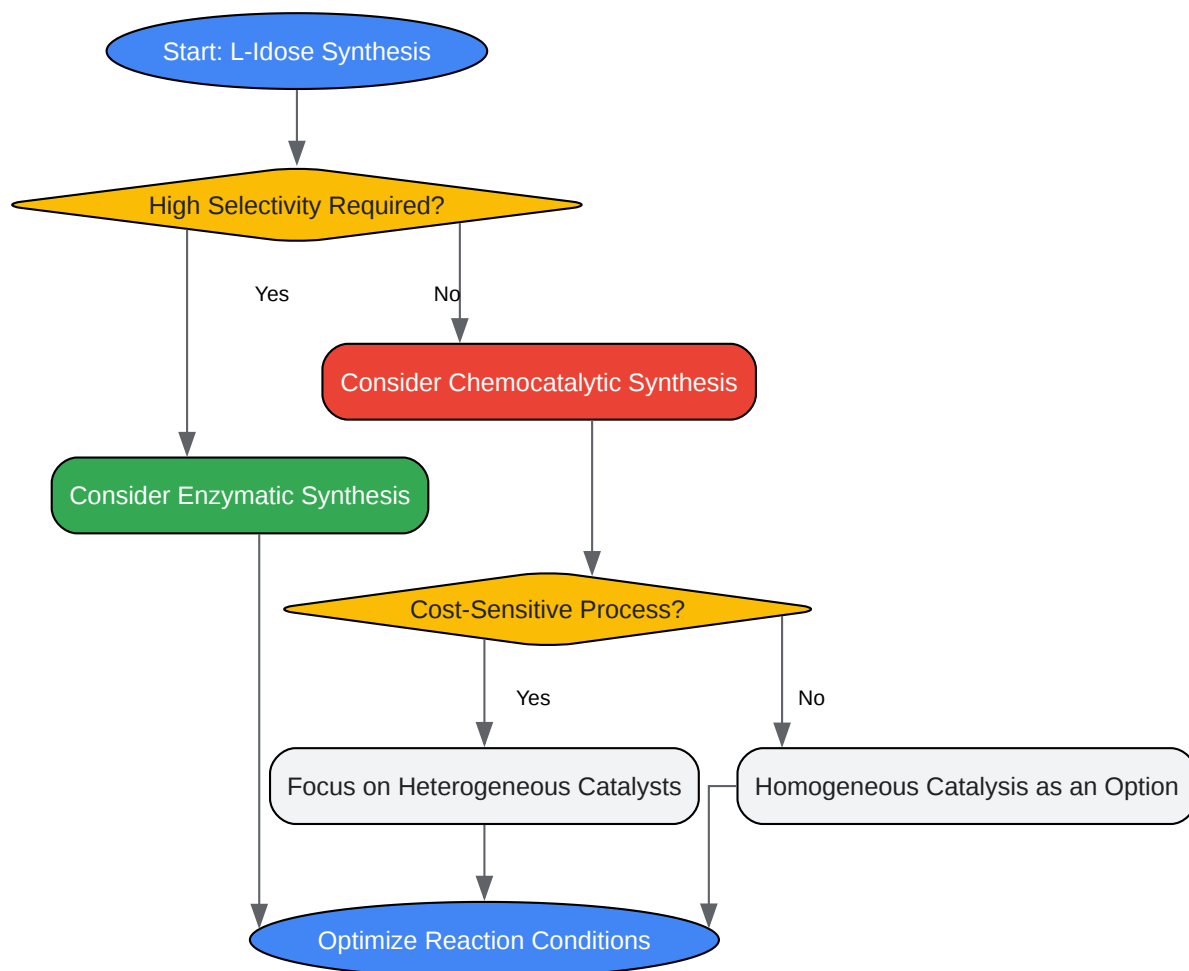 Start: L-Idose Synthesis
High Selectivity Required?
Yes
No
Consider Chemocatalytic Synthesis
Consider Enzymatic Synthesis
Cost-Sensitive Process?
Yes
No
Focus on Heterogeneous Catalysts
Homogeneous Catalysis as an Option
Optimize Reaction Conditions